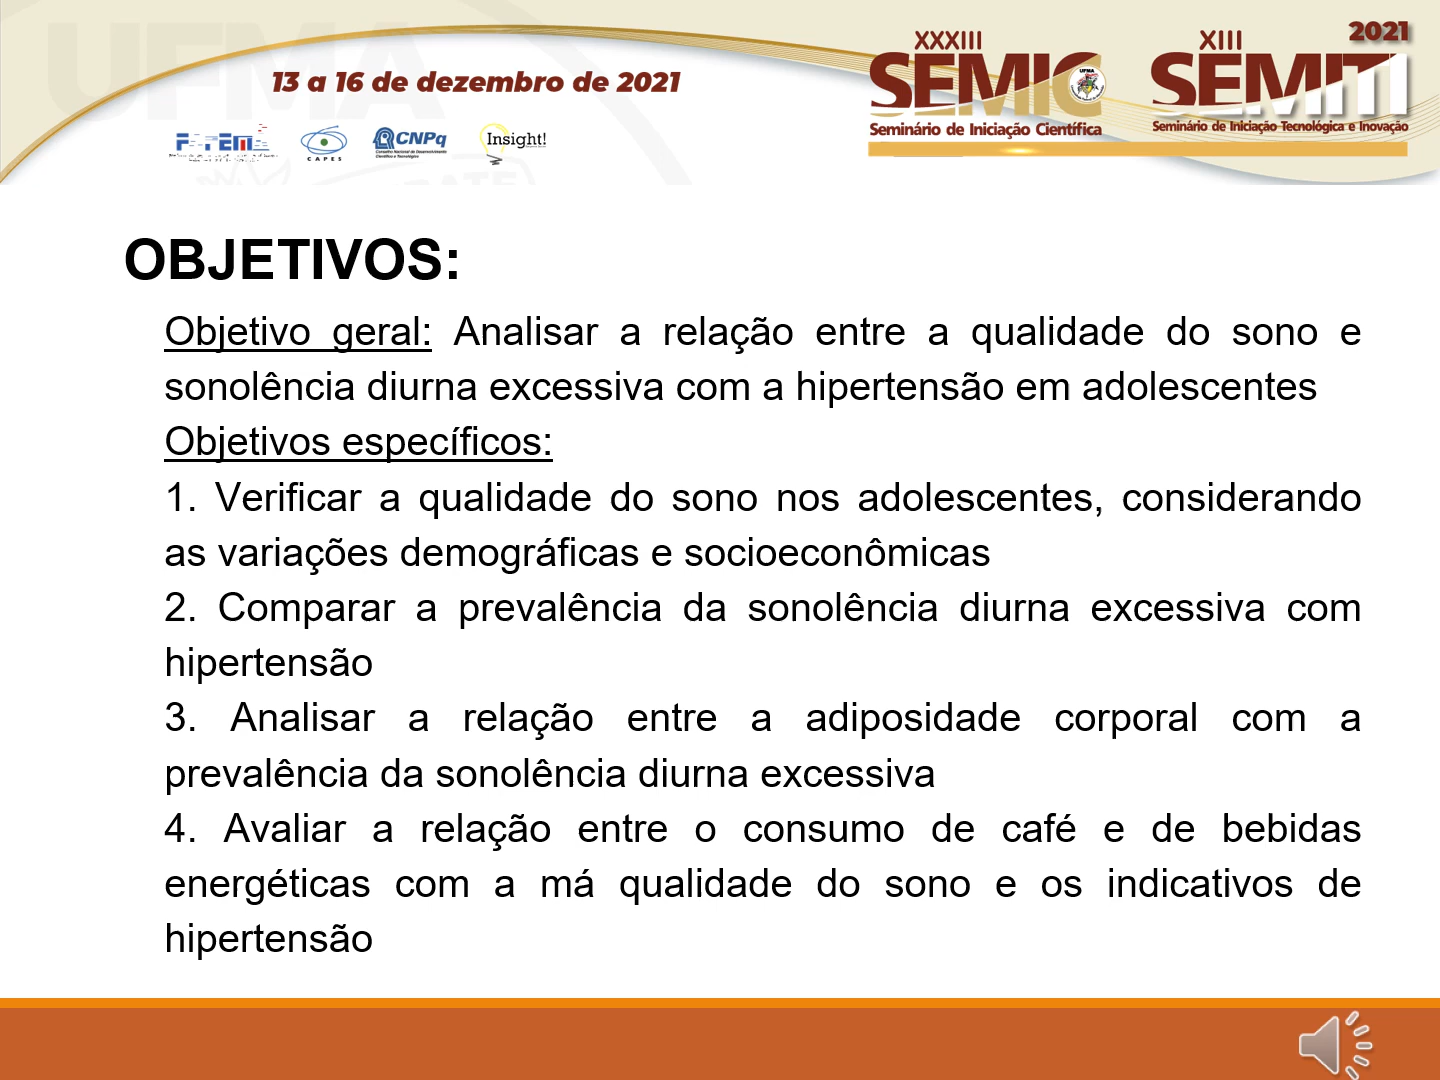 UFMA
13 a 16 de dezembro de 2021
CAPES
CNPq
Insight!
XXXIII
SEMIC
Seminário de Iniciação Científica
2021
XIII
SEMITI
Seminário de Iniciação Tecnológica e Inovação
OBJETIVOS:
Objetivo geral: Analisar a relação entre a qualidade do sono e
sonolência diurna excessiva com a hipertensão em adolescentes
Objetivos específicos:
1. Verificar a qualidade do sono nos adolescentes, considerando
as variações demográficas e socioeconômicas
2. Comparar a prevalência da sonolência diurna excessiva com
hipertensão
3. Analisar a relação entre a adiposidade corporal com a
prevalência da sonolência diurna excessiva
4. Avaliar a relação entre o consumo de café e de bebidas
energéticas com a má qualidade do sono e os indicativos de
hipertensão